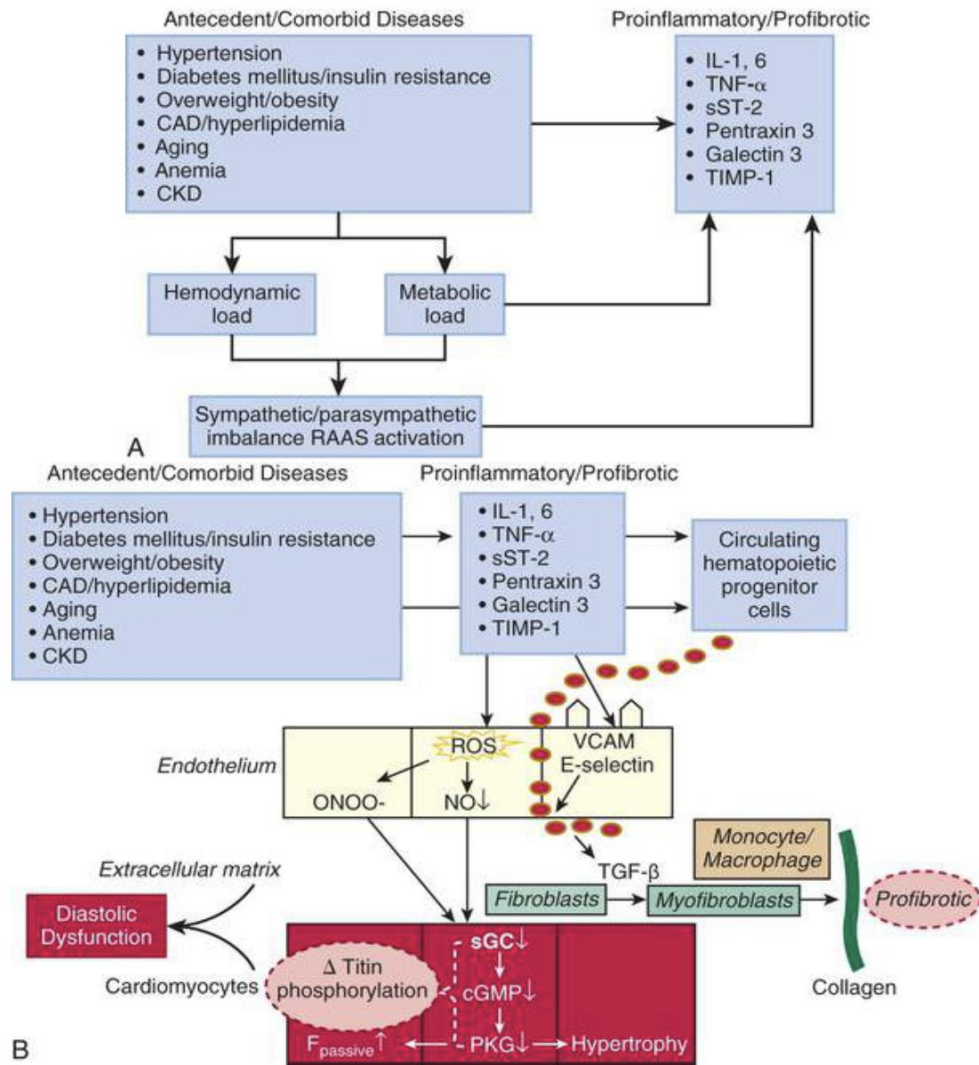 Antecedent/Comorbid Diseases
• Hypertension
• Diabetes mellitus/insulin resistance
• Overweight/obesity
• CAD/hyperlipidemia
• Aging
• Anemia
• CKD
Proinflammatory/Profibrotic
• IL-1, 6
• TNF-α
• sST-2
• Pentraxin 3
• Galectin 3
• TIMP-1
Hemodynamic
load
Metabolic
load
Sympathetic/parasympathetic
imbalance RAAS activation
A
Antecedent/Comorbid Diseases
• Hypertension
• Diabetes mellitus/insulin resistance
• Overweight/obesity
• CAD/hyperlipidemia
• Aging
• Anemia
• CKD
Proinflammatory/Profibrotic
• IL-1, 6
• TNF-α
• sST-2
• Pentraxin 3
• Galectin 3
• TIMP-1
Circulating
hematopoietic
progenitor
cells
Endothelium
ROS
ONOO-
NO↓
VCAM
E-selectin
TGF-β
Monocyte/
Macrophage
Fibroblasts
Myofibroblasts
Profibrotic
Collagen
Extracellular matrix
Diastolic
Dysfunction
Cardiomyocytes
Δ Titin
phosphorylation
sGC↓
cGMP↓
F passive↑
PKG↓
Hypertrophy
B